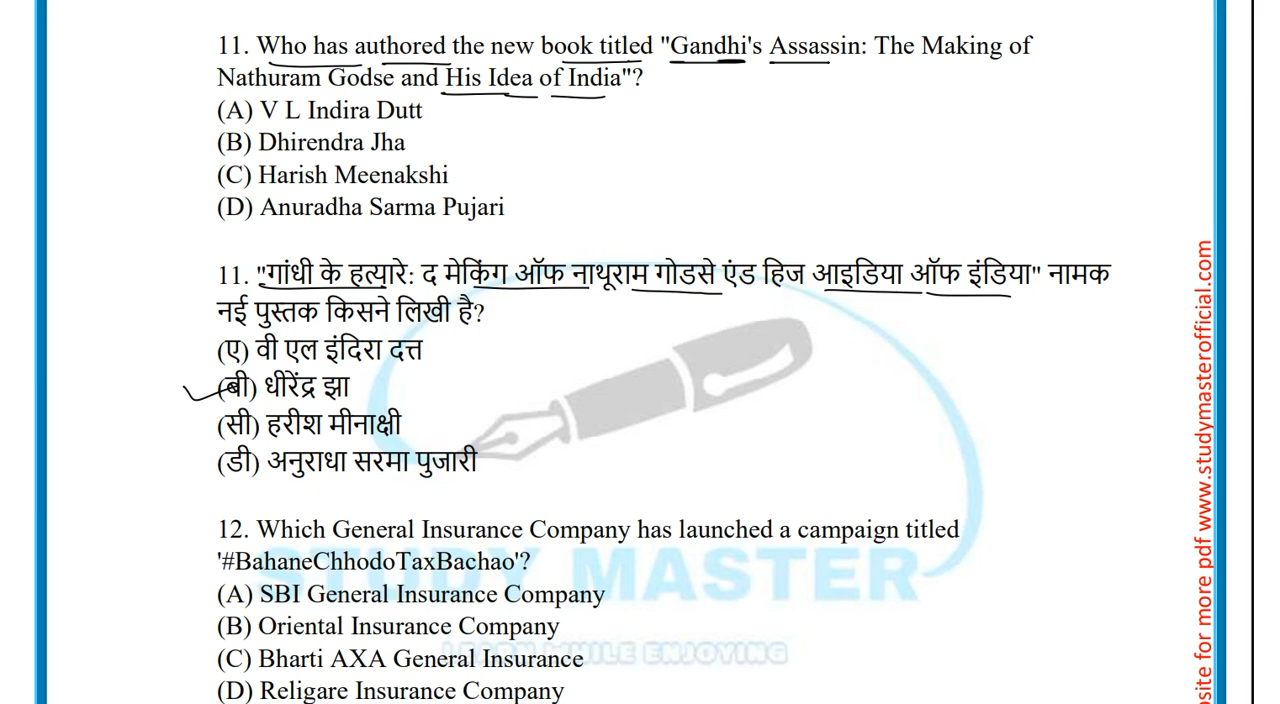 11. Who has authored the new book titled "Gandhi's Assassin: The Making of
Nathuram Godse and His Idea of India"?
(A) V L Indira Dutt
(B) Dhirendra Jha
(C) Harish Meenakshi
(D) Anuradha Sarma Pujari
11. "गांधी के हत्यारे: द मेकिंग ऑफ नाथूराम गोडसे एंड हिज आइडिया ऑफ इंडिया" नामक
नई पुस्तक किसने लिखी है?
(ए) वी एल इंदिरा दत्त
(बी) धीरेंद्र झा
(सी) हरीश मीनाक्षी
(डी) अनुराधा सरमा पुजारी
12. Which General Insurance Company has launched a campaign titled
'#BahaneChhodoTaxBachao'?
(A) SBI General Insurance Company
(B) Oriental Insurance Company
(C) Bharti AXA General Insurance
(D) Religare Insurance Company
STUDY MASTER
LEARN WHILE ENJOYING
site for more pdf www.studymasterofficial.com